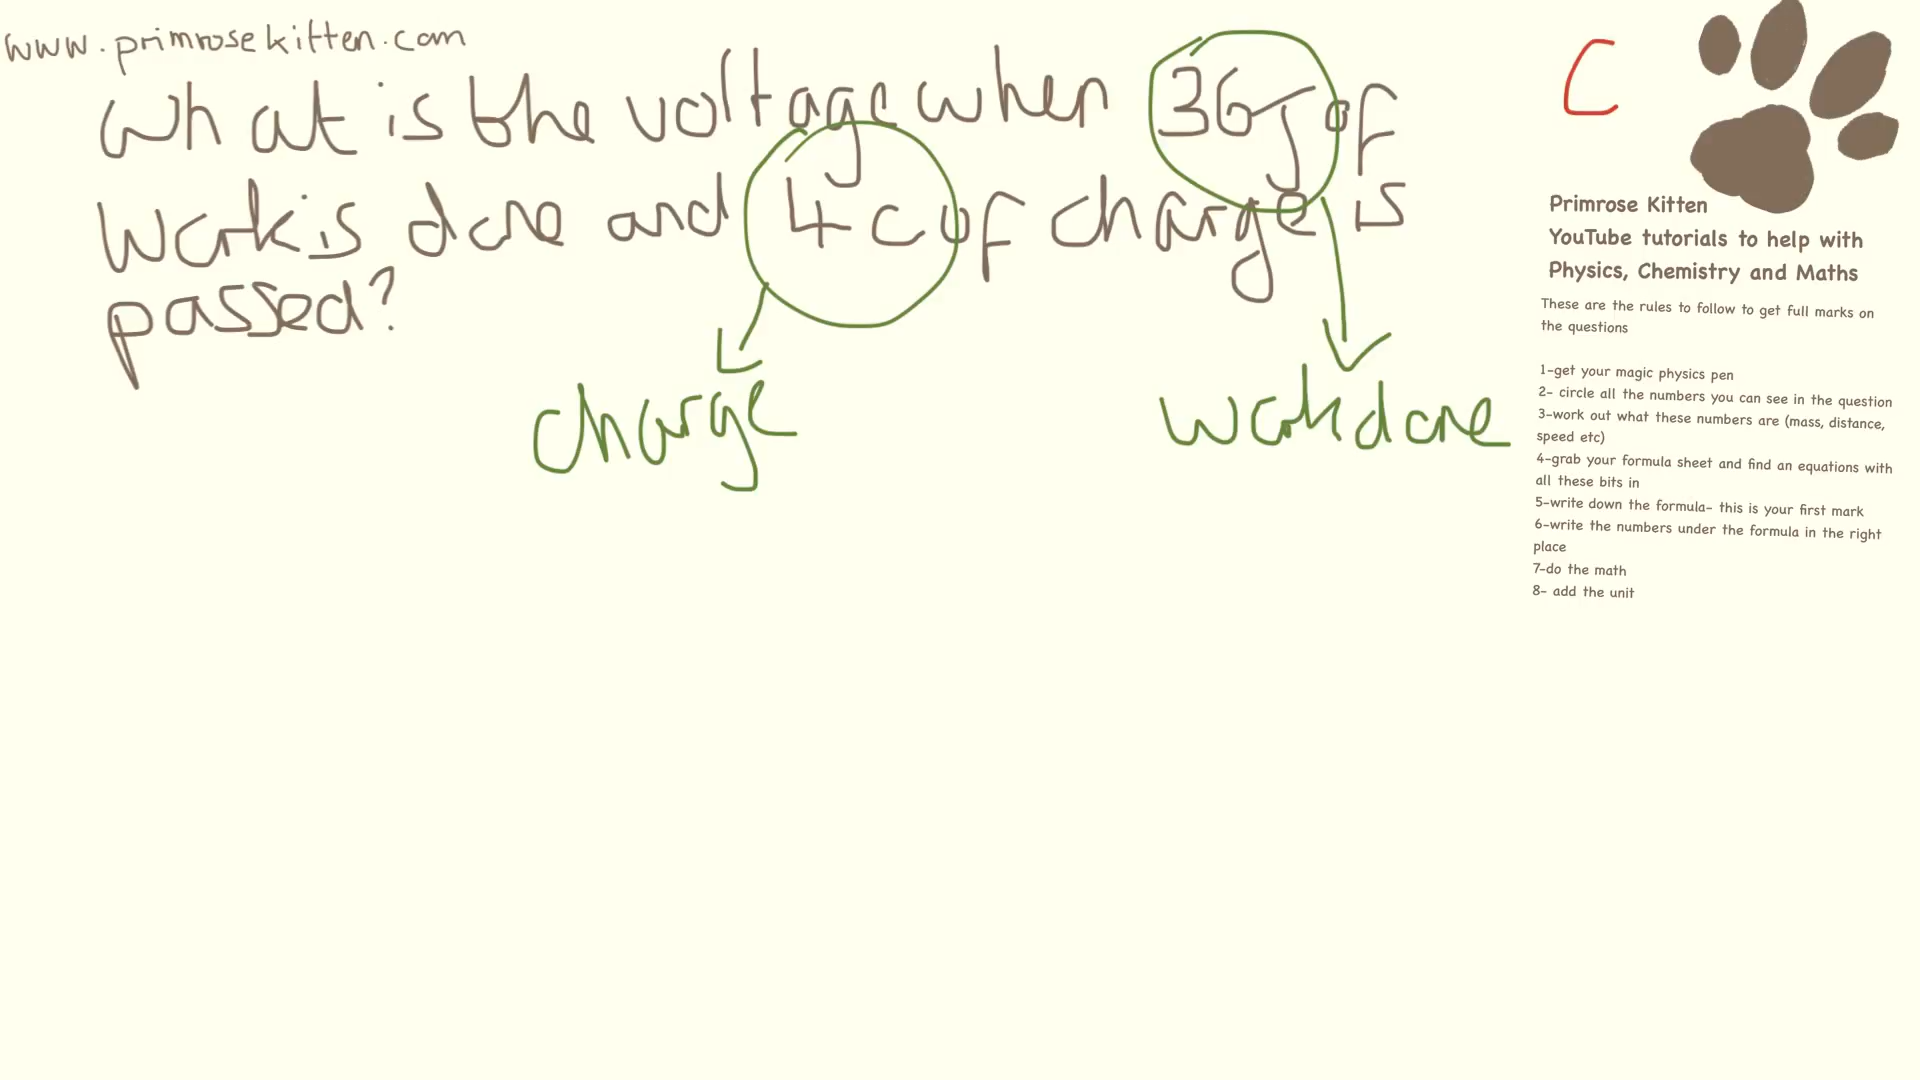 www.primrosekitten.com
C
What is the voltage when 36J of
work is done and 4c of charge is
passed?
charge
work done
Primrose Kitten
YouTube tutorials to help with
Physics, Chemistry and Maths
These are the rules to follow to get full marks on
the questions
1-get your magic physics pen
2- circle all the numbers you can see in the question
3-work out what these numbers are (mass, distance,
speed etc)
4-grab your formula sheet and find an equations with
all these bits in
5-write down the formula- this is your first mark
6-write the numbers under the formula in the right
place
7-do the math
8- add the unit